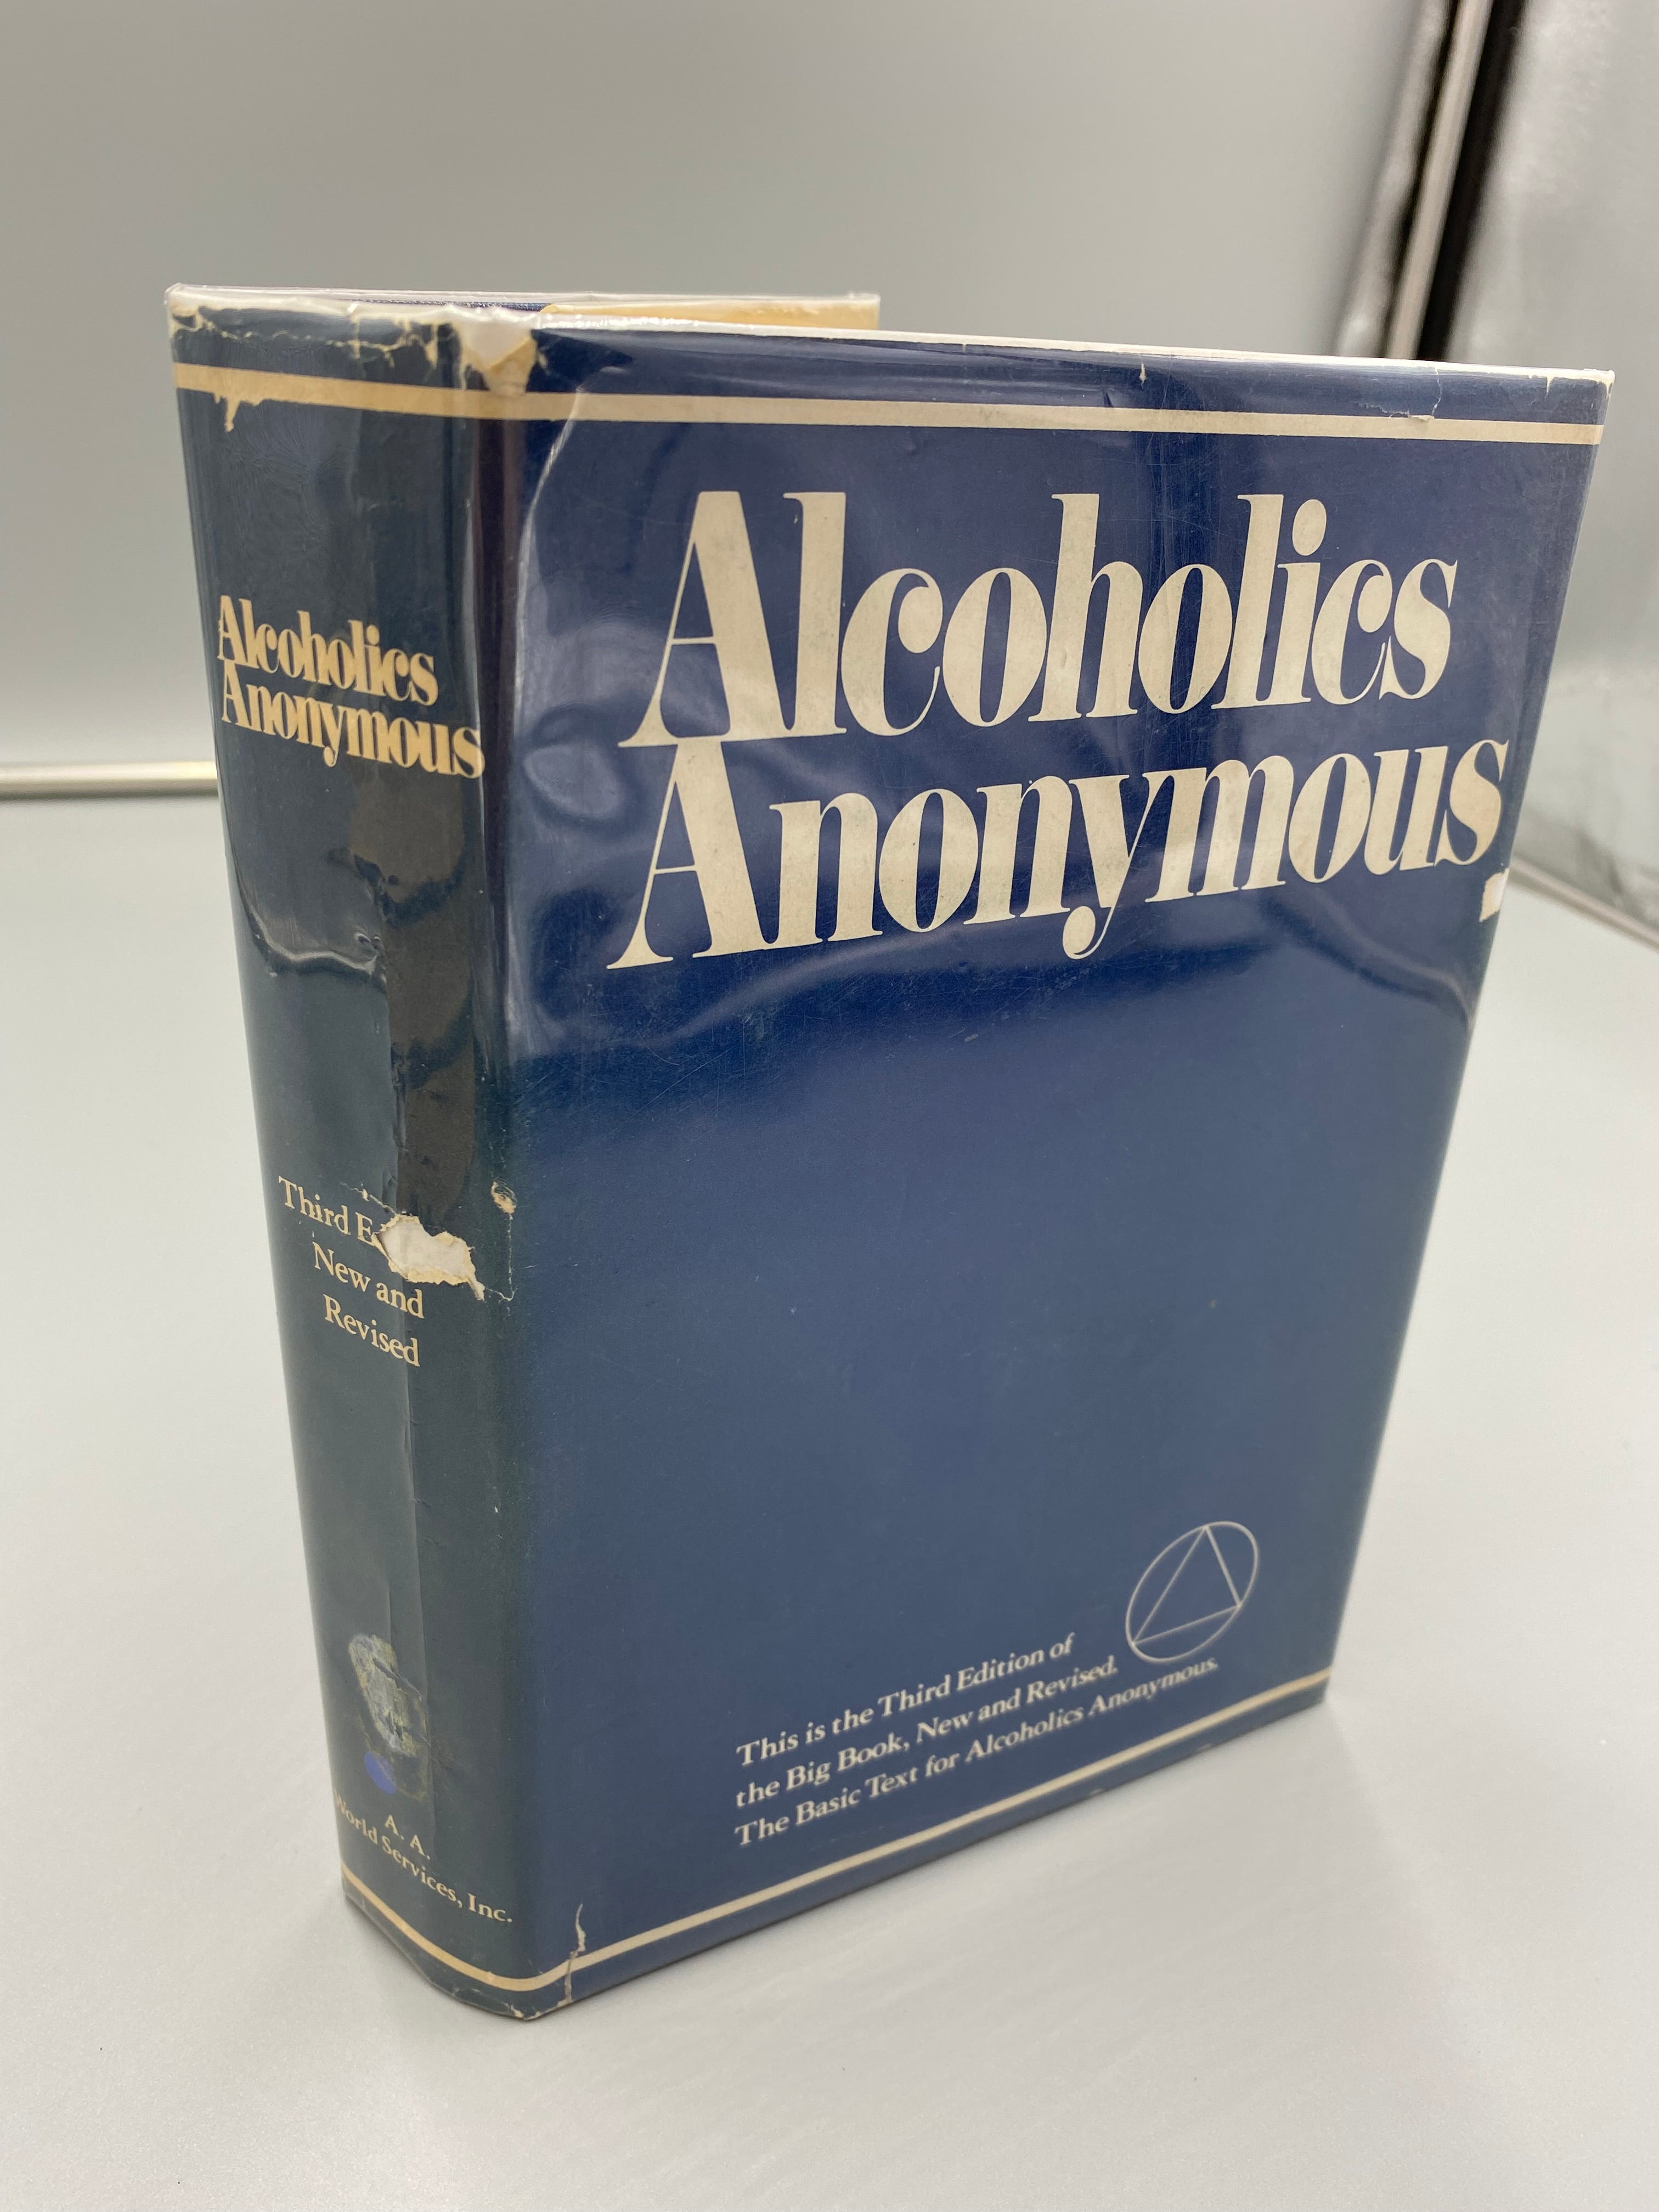 Alcoholics
Anonymous
Third
New and
Revised
A. A.
World Services, Inc.
Alcoholics
Anonymous
This is the Third Edition of
the Big Book, New and Revised.
The Basic Text for Alcoholics Anonymous.